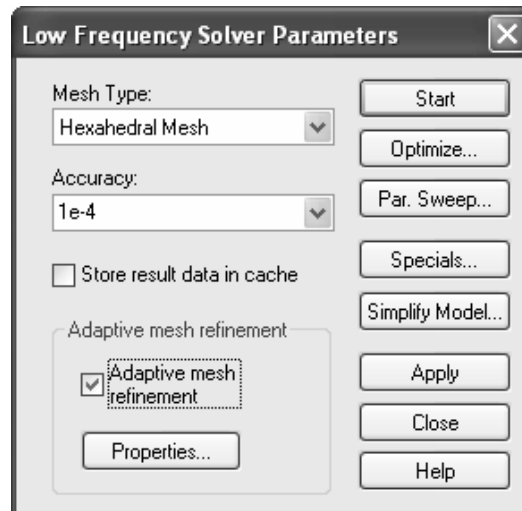 Low Frequency Solver Parameters
Mesh Type:
Hexahedral Mesh
Accuracy:
1e-4
Store result data in cache
Adaptive mesh refinement
Adaptive mesh
refinement
Properties...
Start
Optimize...
Par. Sweep...
Specials...
Simplify Model...
Apply
Close
Help